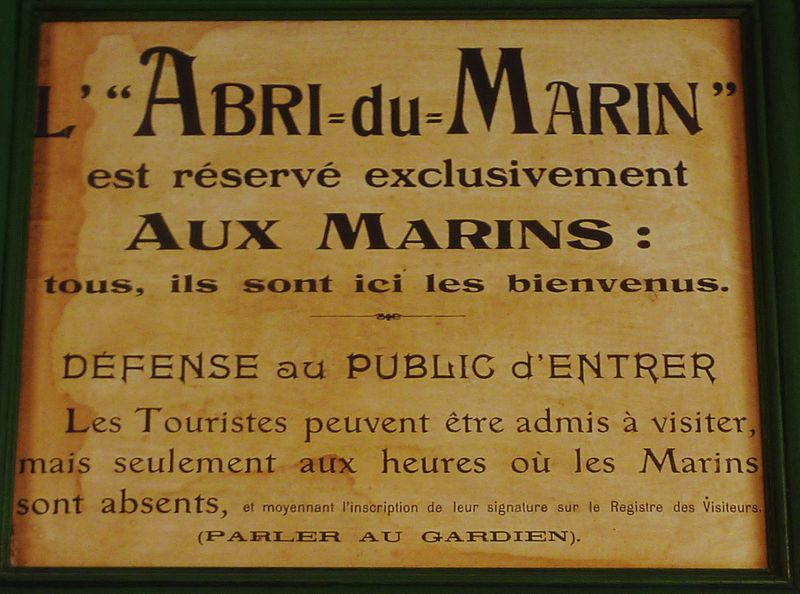 L'“ABRI=du=MARIN”
est réservé exclusivement
AUX MARINS :
tous, ils sont ici les bienvenus.
DÉFENSE au PUBLIC d'ENTRER
Les Touristes peuvent être admis à visiter,
mais seulement aux heures où les Marins
sont absents, et moyennant l'inscription de leur signature sur le Registre des Visiteurs.
(PARLER AU GARDIEN).